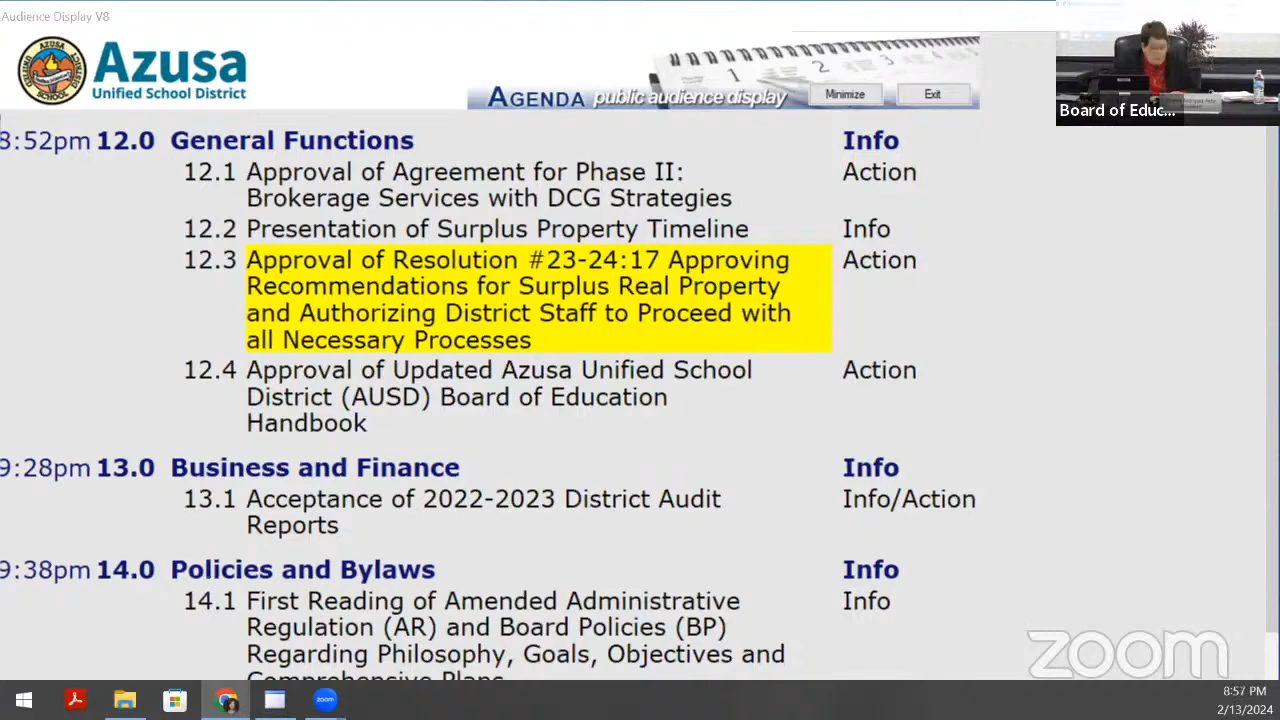 Audience Display V8
Azusa
Unified School District
AGENDA public audience display
Minimize
Exit
Board of Educ...
8:52pm 12.0 General Functions Info
12.1 Approval of Agreement for Phase II: Action
Brokerage Services with DCG Strategies
12.2 Presentation of Surplus Property Timeline Info
12.3 Approval of Resolution #23-24:17 Approving Action
Recommendations for Surplus Real Property
and Authorizing District Staff to Proceed with
all Necessary Processes
12.4 Approval of Updated Azusa Unified School Action
District (AUSD) Board of Education
Handbook
9:28pm 13.0 Business and Finance Info
13.1 Acceptance of 2022-2023 District Audit Info/Action
Reports
9:38pm 14.0 Policies and Bylaws Info
14.1 First Reading of Amended Administrative Info
Regulation (AR) and Board Policies (BP)
Regarding Philosophy, Goals, Objectives and
Comprehensive Plans
zoom
zoom
8:57 PM
2/13/2024